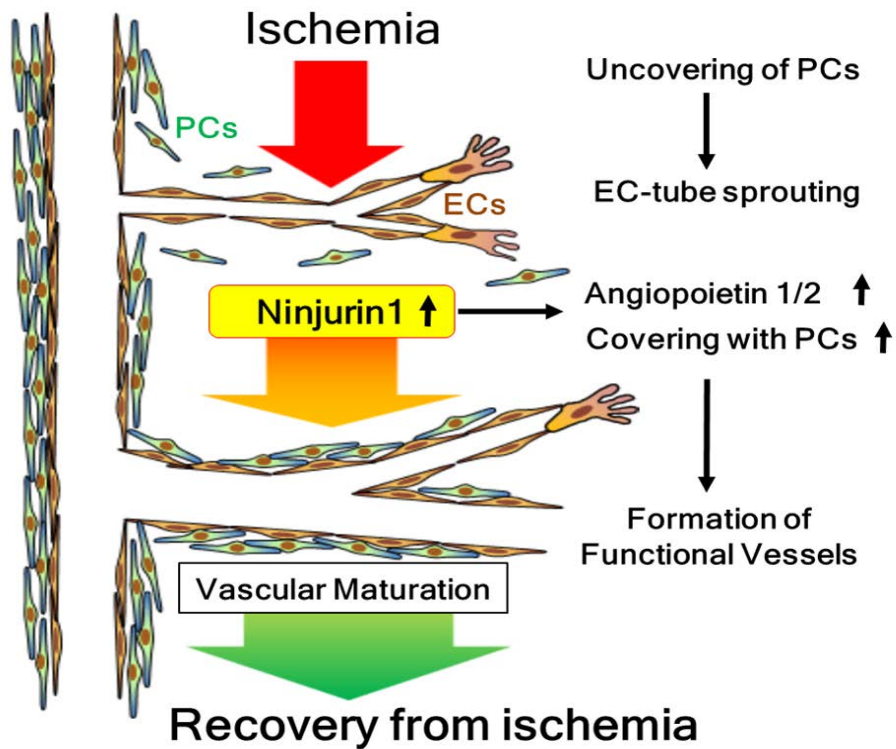 Ischemia
Uncovering of PCs
PCs
EC-tube sprouting
ECs
Ninjurin1
Angiopoietin 1/2
Covering with PCs
Formation of
Functional Vessels
Vascular Maturation
Recovery from ischemia